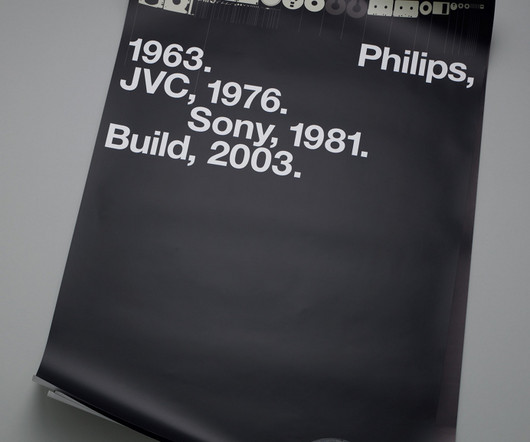 Philips,
1963.
JVC, 1976.
Sony, 1981.
Build, 2003.